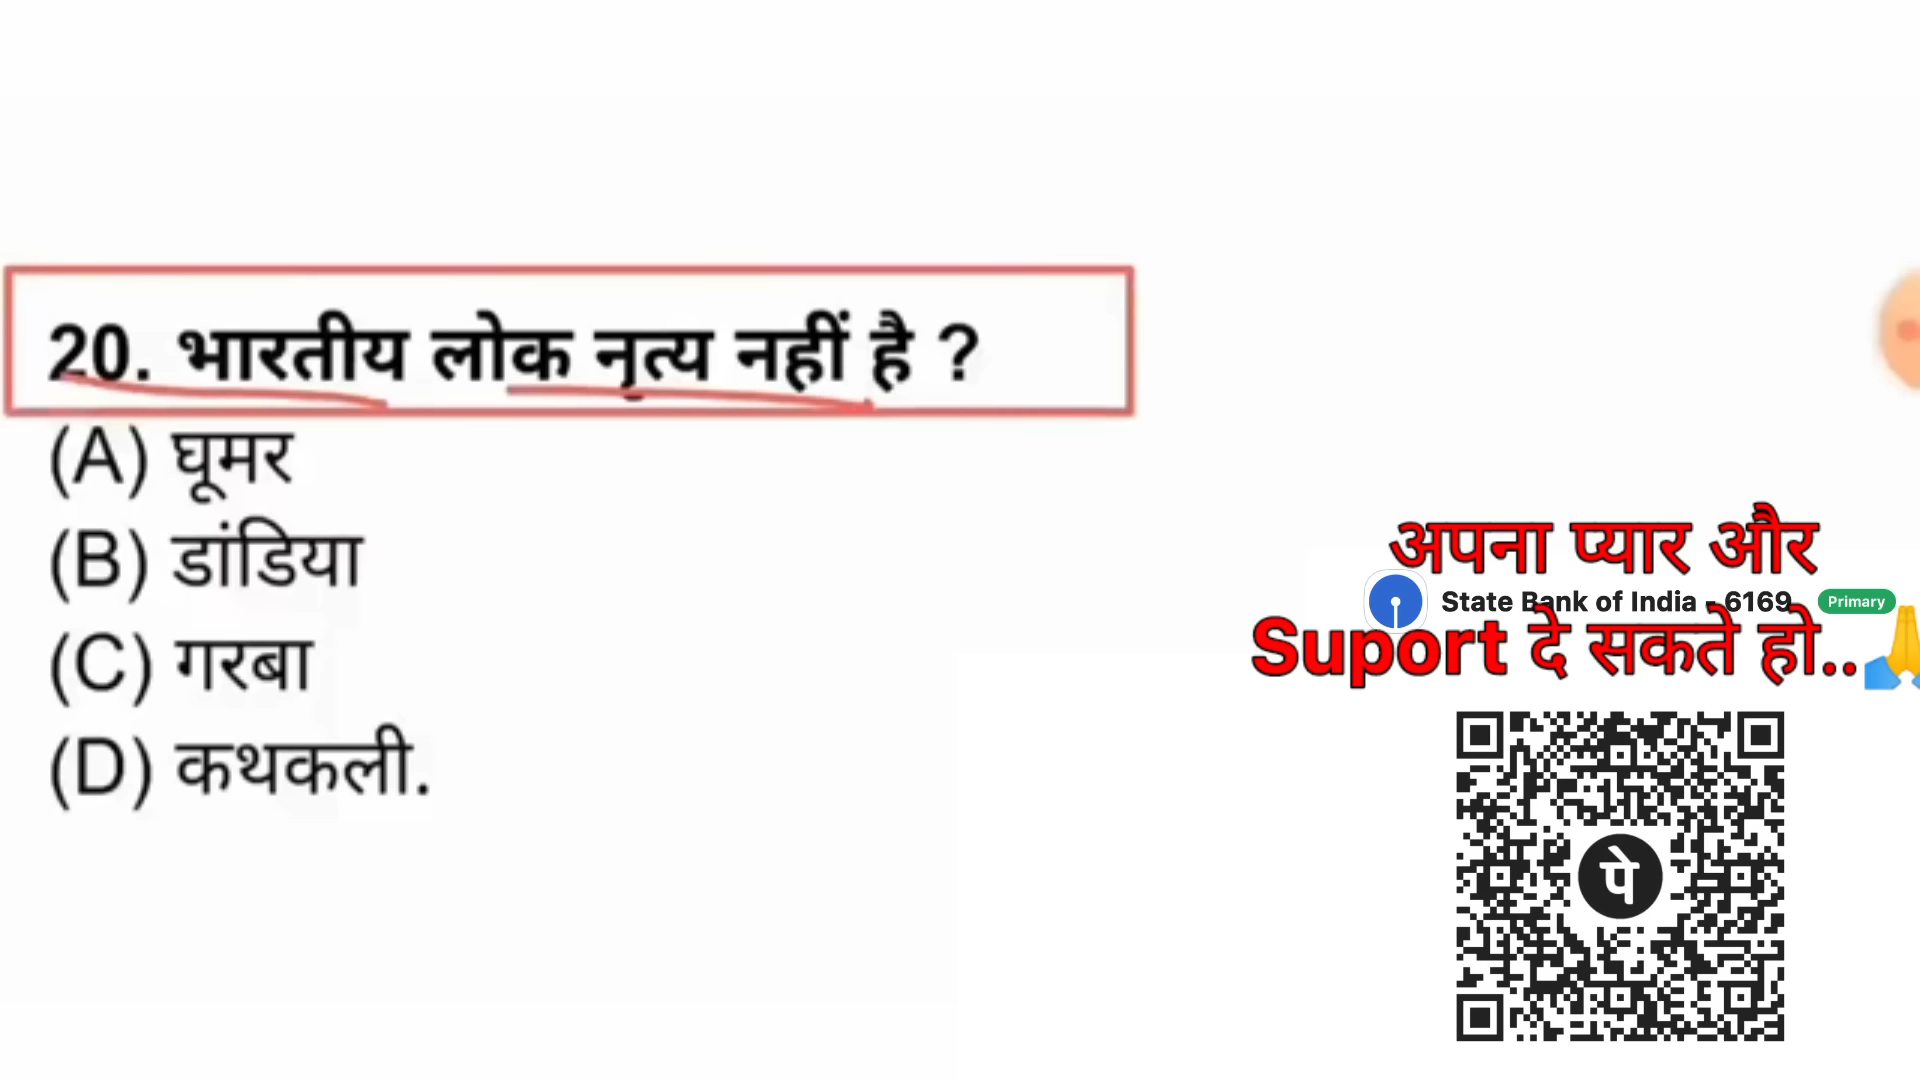 20. भारतीय लोक नृत्य नहीं है ?
(A) घूमर
(B) डांडिया
(C) गरबा
(D) कथकली.
अपना प्यार और
State Bank of India - 6169 Primary
Suport दे सकते हो..🙏
पे